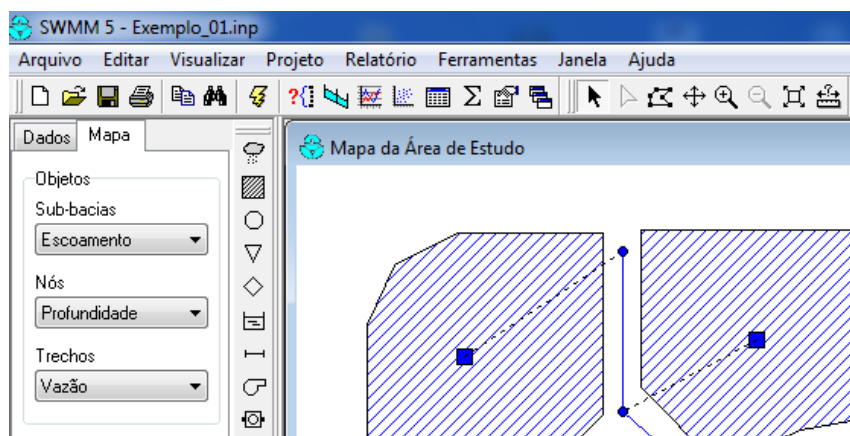 SWMM 5 - Exemplo_01.inp
Arquivo Editar Visualizar Projeto Relatório Ferramentas Janela Ajuda
Dados Mapa
Mapa da Área de Estudo
Objetos
Sub-bacias
Escoamento
Nós
Profundidade
Trechos
Vazão